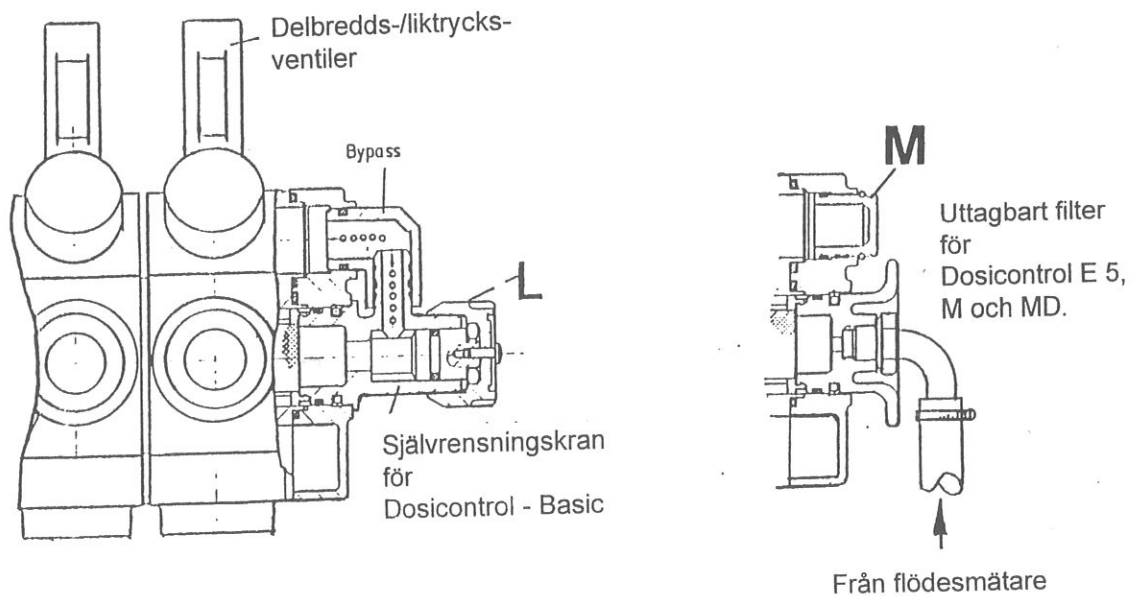 Delbredds-/liktrycks-
ventiler
Bypass
L
Självrensningskran
för
Dosicontrol - Basic
M
Uttagbart filter
för
Dosicontrol E 5,
M och MD.
Från flödesmätare